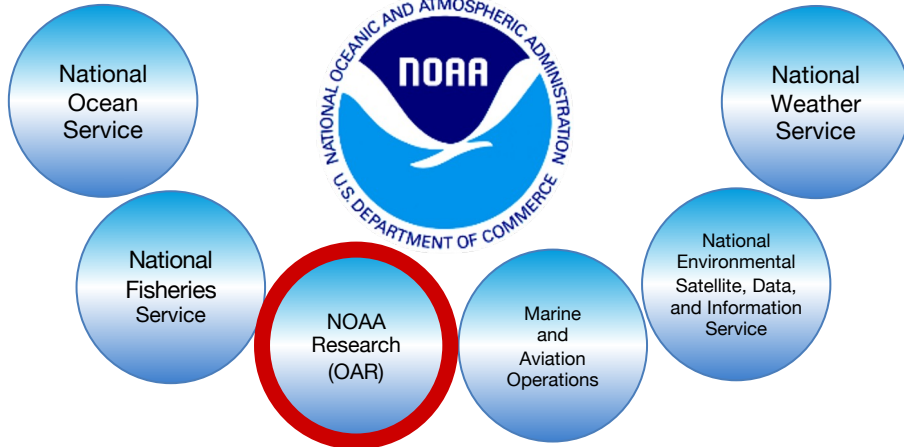 NATIONAL OCEANIC AND ATMOSPHERIC ADMINISTRATION
U.S. DEPARTMENT OF COMMERCE
NOAA
National
Ocean
Service
National
Weather
Service
National
Fisheries
Service
NOAA
Research
(OAR)
Marine
and
Aviation
Operations
National
Environmental
Satellite, Data,
and Information
Service